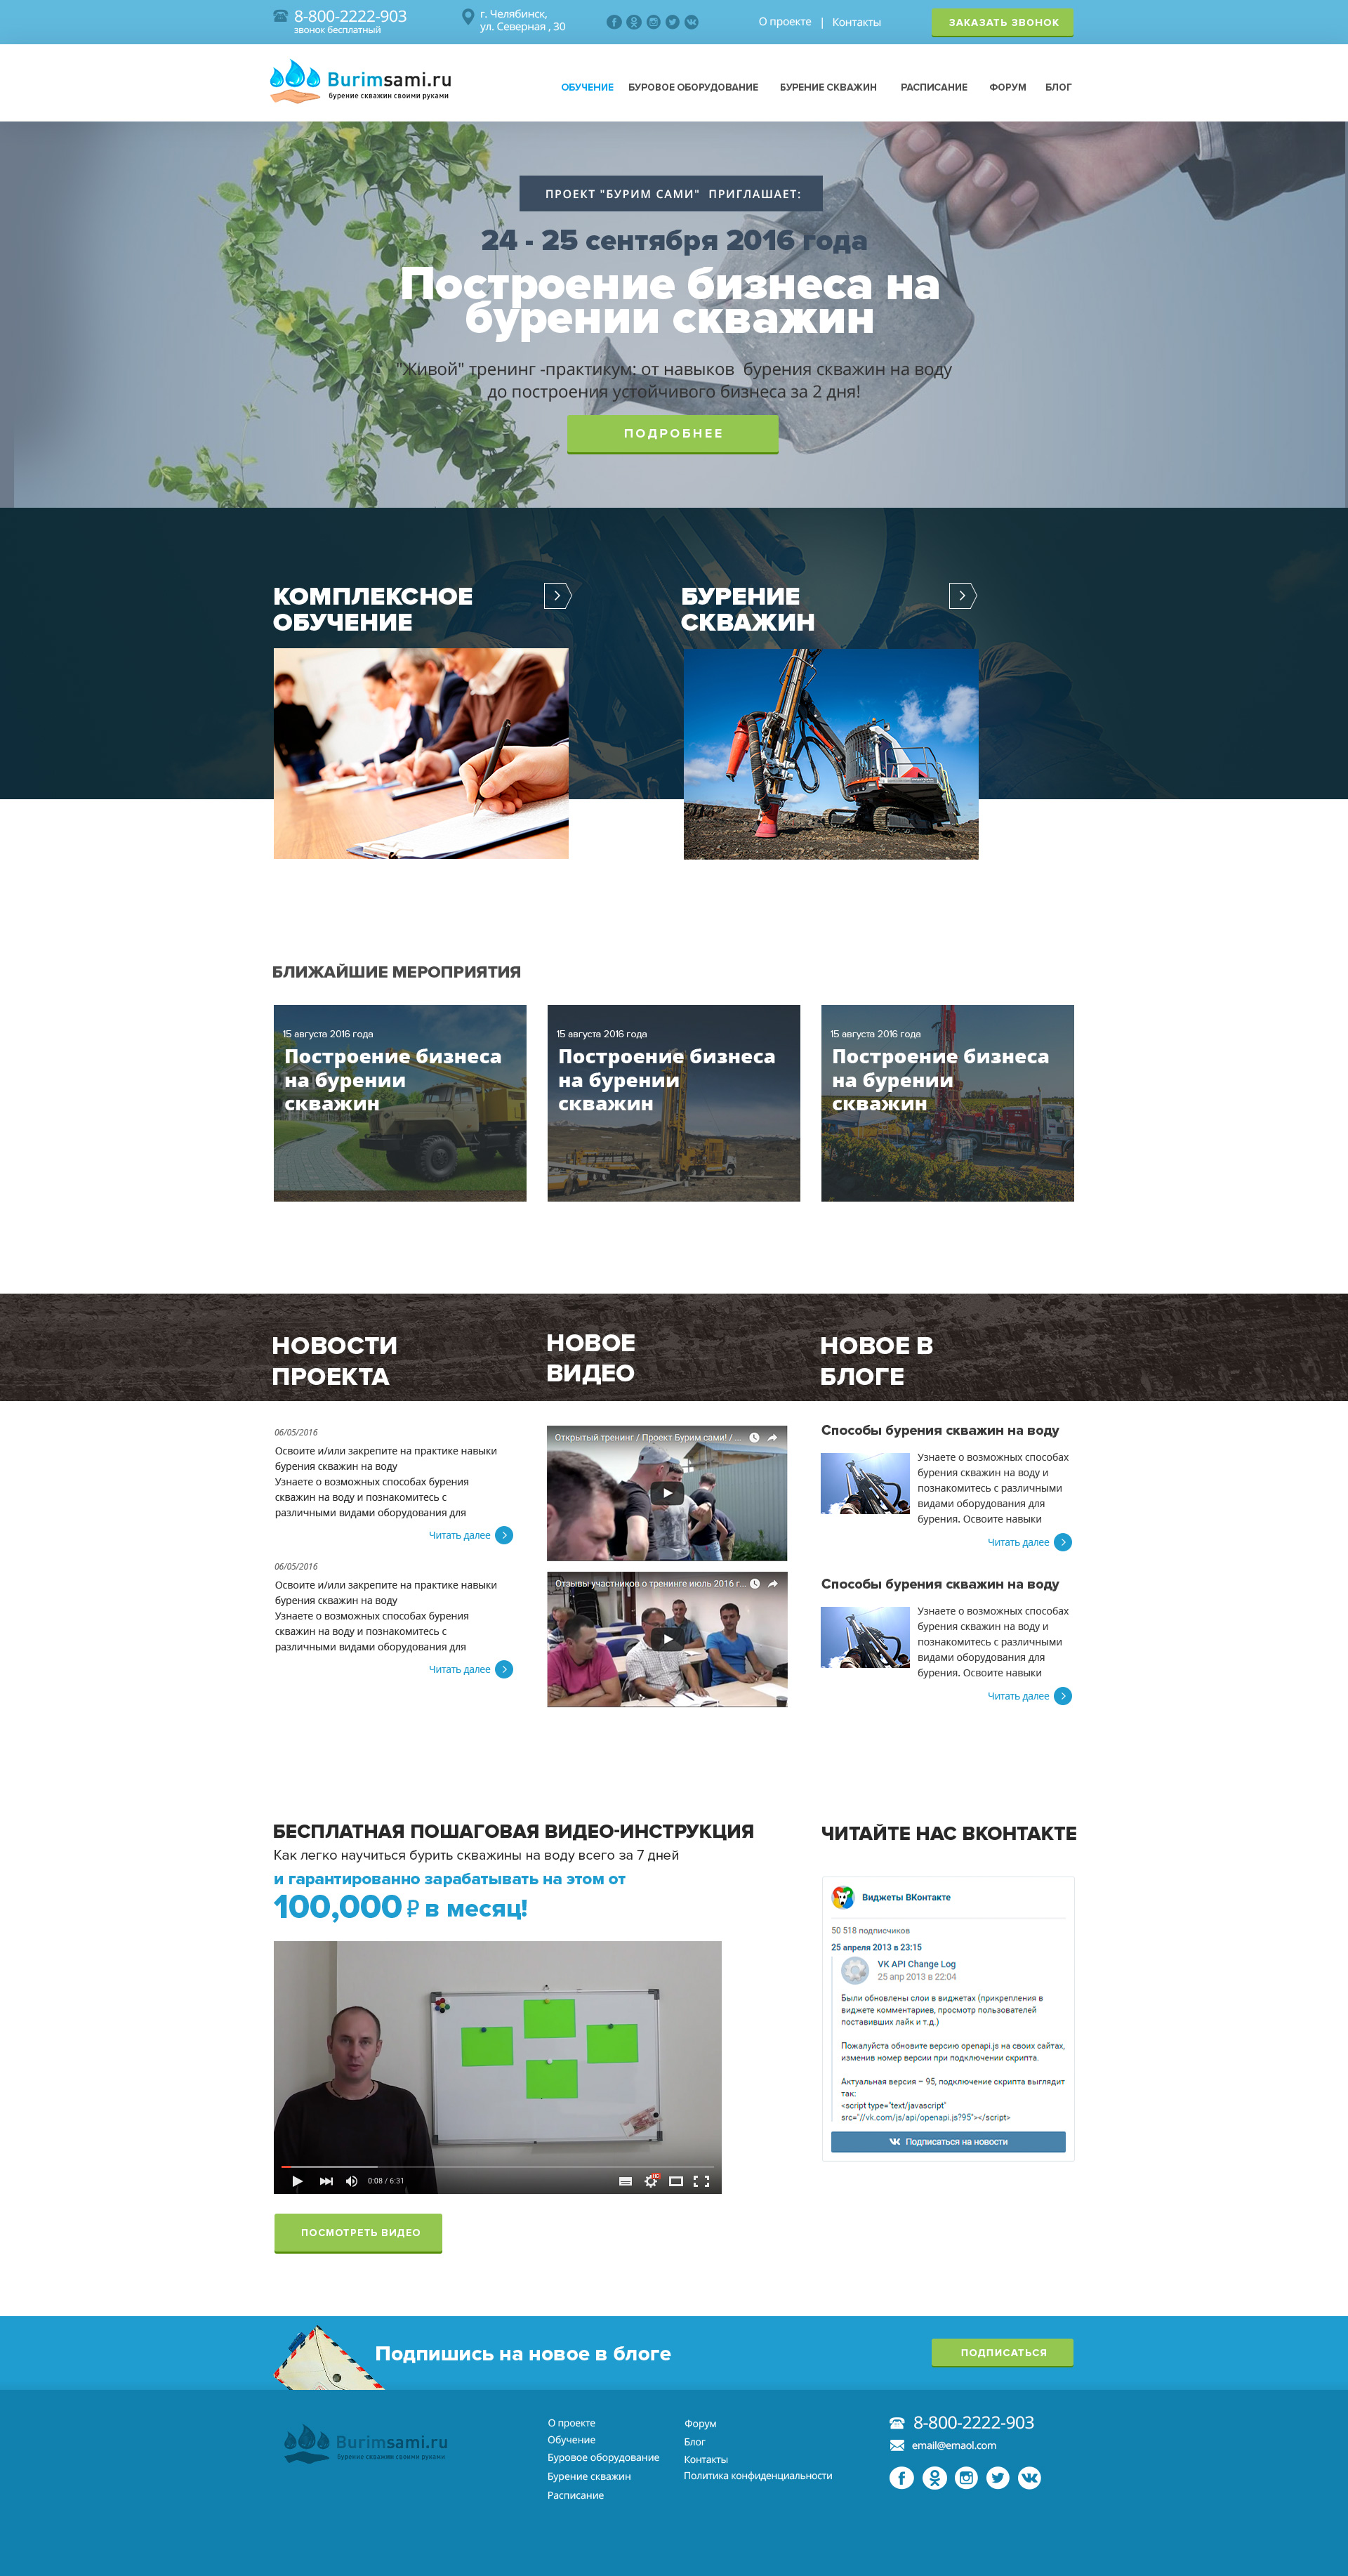 8-800-2222-903
звонок бесплатный
г. Челябинск,
ул. Северная , 30
О проекте | Контакты
ЗАКАЗАТЬ ЗВОНОК
Burimsami.ru
бурение скважин своими руками
ОБУЧЕНИЕ БУРОВОЕ ОБОРУДОВАНИЕ БУРЕНИЕ СКВАЖИН РАСПИСАНИЕ ФОРУМ БЛОГ
ПРОЕКТ "БУРИМ САМИ" ПРИГЛАШАЕТ:
24 - 25 сентября 2016 года
Построение бизнеса на
бурении скважин
"Живой" тренинг -практикум: от навыков бурения скважин на воду
до построения устойчивого бизнеса за 2 дня!
ПОДРОБНЕЕ
КОМПЛЕКСНОЕ
ОБУЧЕНИЕ
БУРЕНИЕ
СКВАЖИН
БЛИЖАЙШИЕ МЕРОПРИЯТИЯ
15 августа 2016 года
Построение бизнеса
на бурении
скважин
15 августа 2016 года
Построение бизнеса
на бурении
скважин
15 августа 2016 года
Построение бизнеса
на бурении
скважин
НОВОСТИ
ПРОЕКТА
НОВОЕ
ВИДЕО
НОВОЕ В
БЛОГЕ
06/05/2016
Освоите и/или закрепите на практике навыки
бурения скважин на воду
Узнаете о возможных способах бурения
скважин на воду и познакомитесь с
различными видами оборудования для
Читать далее
06/05/2016
Освоите и/или закрепите на практике навыки
бурения скважин на воду
Узнаете о возможных способах бурения
скважин на воду и познакомитесь с
различными видами оборудования для
Читать далее
Открытый тренинг / Проект Бурим сами! / ...
Отзывы участников о тренинге июль 2016 г...
Способы бурения скважин на воду
Узнаете о возможных способах
бурения скважин на воду и
познакомитесь с различными
видами оборудования для
бурения. Освоите навыки
Читать далее
Способы бурения скважин на воду
Узнаете о возможных способах
бурения скважин на воду и
познакомитесь с различными
видами оборудования для
бурения. Освоите навыки
Читать далее
БЕСПЛАТНАЯ ПОШАГОВАЯ ВИДЕО-ИНСТРУКЦИЯ
Как легко научиться бурить скважины на воду всего за 7 дней
и гарантированно зарабатывать на этом от
100,000 ₽ в месяц!
0:08 / 6:31
HD
ПОСМОТРЕТЬ ВИДЕО
ЧИТАЙТЕ НАС ВКОНТАКТЕ
Виджеты ВКонтакте
50 518 подписчиков
25 апреля 2013 в 23:15
VK API Change Log
25 апр 2013 в 22:04
Были обновлены слои в виджетах (прикрепления в
виджете комментариев, просмотр пользователей
поставивших лайк и т.д.)
Пожалуйста обновите версию openapi.js на своих сайтах,
изменив номер версии при подключении скрипта.
Актуальная версия – 95, подключение скрипта выглядит
так:
<script type="text/javascript"
src="//vk.com/js/api/openapi.js?95"></script>
Подписаться на новости
Подпишись на новое в блоге
ПОДПИСАТЬСЯ
Burimsami.ru
бурение скважин своими руками
О проекте
Обучение
Буровое оборудование
Бурение скважин
Расписание
Форум
Блог
Контакты
Политика конфиденциальности
8-800-2222-903
email@emaol.com